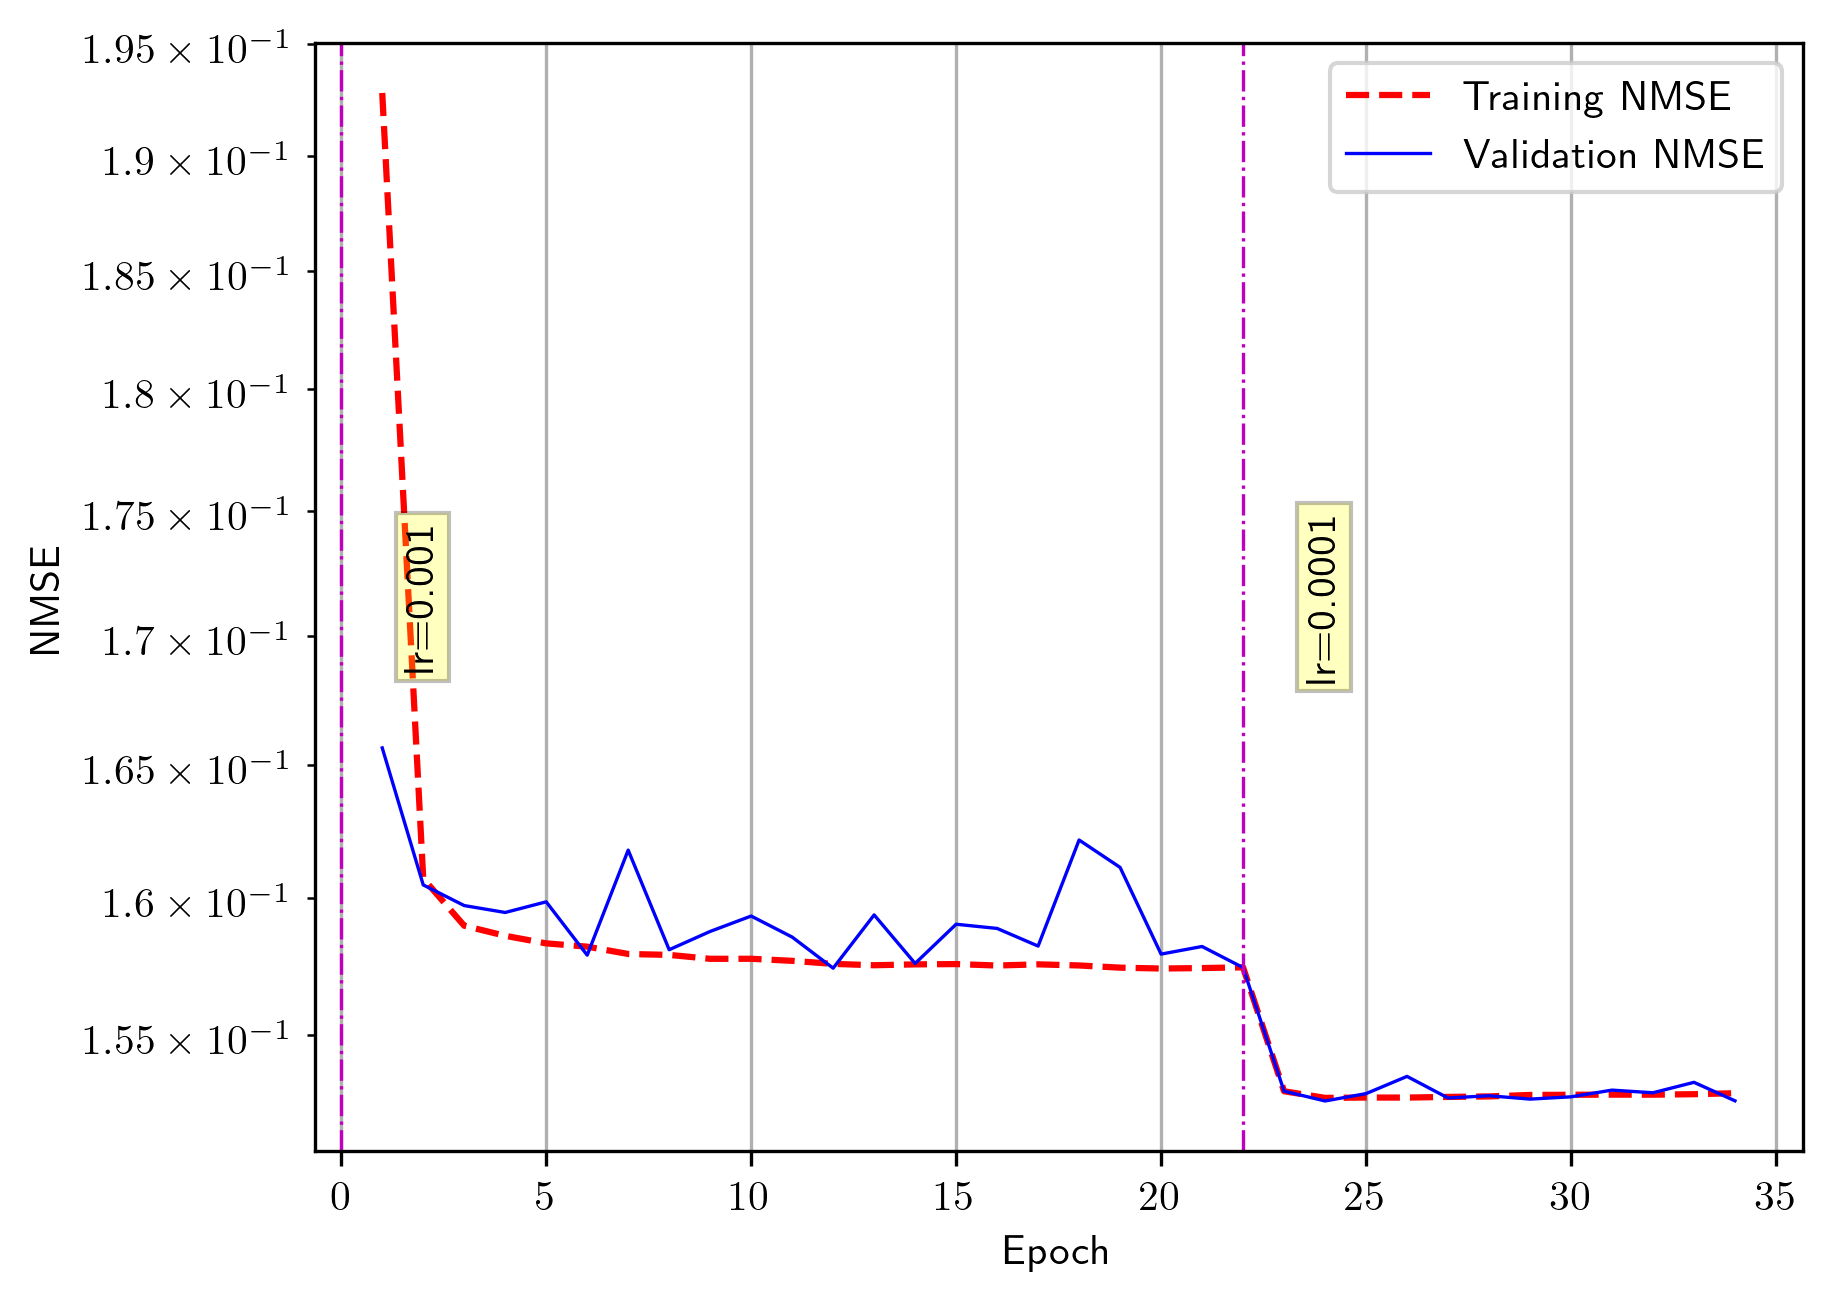 1.95 × 10⁻¹
1.9 × 10⁻¹
1.85 × 10⁻¹
1.8 × 10⁻¹
1.75 × 10⁻¹
1.7 × 10⁻¹
1.65 × 10⁻¹
1.6 × 10⁻¹
1.55 × 10⁻¹
NMSE
Training NMSE
Validation NMSE
lr=0.001
lr=0.0001
0 5 10 15 20 25 30 35
Epoch